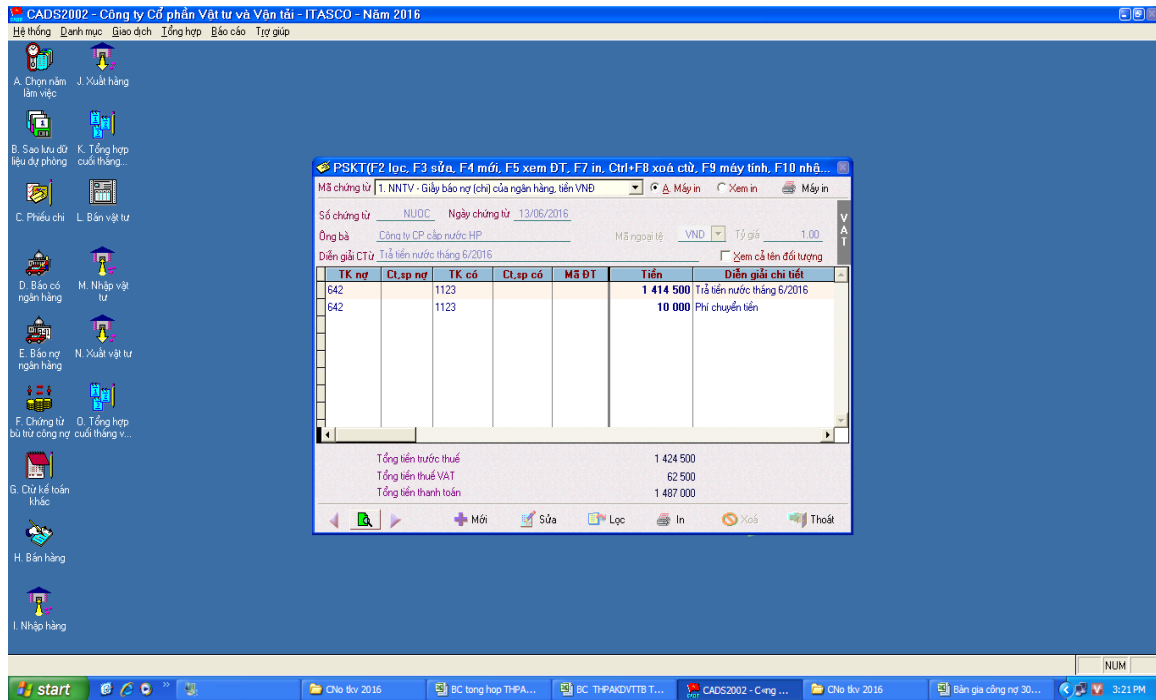 CADS2002 - Công ty Cổ phần Vật tư và Vận tải - ITASCO - Năm 2016
Hệ thống Danh mục Giao dịch Tổng hợp Báo cáo Trợ giúp
A. Chọn năm làm việc
J. Xuất hàng
B. Sao lưu dữ liệu dự phòng
K. Tổng hợp cuối tháng...
C. Phiếu chi
L. Bán vật tư
D. Báo có ngân hàng
M. Nhập vật tư
E. Báo nợ ngân hàng
N. Xuất vật tư
F. Chứng từ bù trừ công nợ
O. Tổng hợp cuối tháng v...
G. Ctừ kế toán khác
H. Bán hàng
I. Nhập hàng
PSKT(F2 lọc, F3 sửa, F4 mới, F5 xem ĐT, F7 in, Ctrl+F8 xoá ctừ, F9 máy tính, F10 nhậ...
Mã chứng từ 1. NNTV - Giấy báo nợ (chi) của ngân hàng, tiền VNĐ A. Máy in Xem in Máy in
Số chứng từ NUOC Ngày chứng từ 13/06/2016
Ông bà Công ty CP cấp nước HP Mã ngoại tệ VND Tỷ giá 1.00
Diễn giải CTừ Trả tiền nước tháng 6/2016 Xem cả tên đối tượng
VAT
TK nợ Ct,sp nợ TK có Ct,sp có Mã ĐT Tiền Diễn giải chi tiết
642 1123 1 414 500 Trả tiền nước tháng 6/2016
642 1123 10 000 Phí chuyển tiền
Tổng tiền trước thuế 1 424 500
Tổng tiền thuế VAT 62 500
Tổng tiền thanh toán 1 487 000
Mới Sửa Lọc In Xoá Thoát
NUM
start CNo tkv 2016 BC tong hop THPA... BC THPAKDVTTB T... CADS2002 - C«ng ... CNo tkv 2016 Bàn gia công nợ 30... 3:21 PM